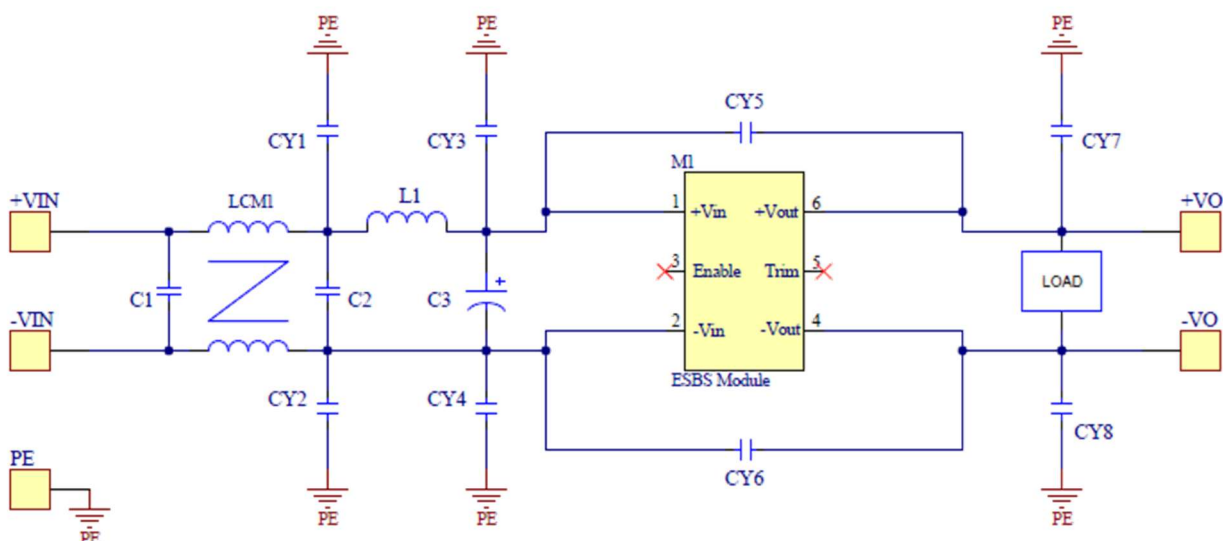 PE
PE
PE
CY5
CY1
CY3
CY7
M1
+VIN
LCM1
L1
1
+Vin
+Vout
6
+VO
3
Enable
Trim
5
C1
C2
C3
+
LOAD
-VIN
2
-Vin
-Vout
4
-VO
ESBS Module
CY2
CY4
CY8
PE
CY6
PE
PE
PE
PE